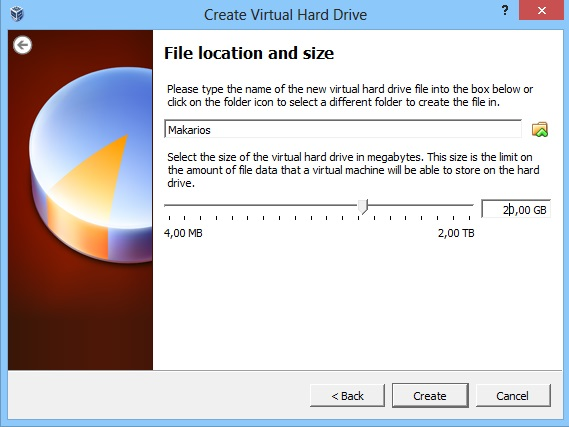 Create Virtual Hard Drive
?
File location and size
Please type the name of the new virtual hard drive file into the box below or
click on the folder icon to select a different folder to create the file in.
Makarios
Select the size of the virtual hard drive in megabytes. This size is the limit on
the amount of file data that a virtual machine will be able to store on the hard
drive.
20,00 GB
4,00 MB 2,00 TB
< Back Create Cancel